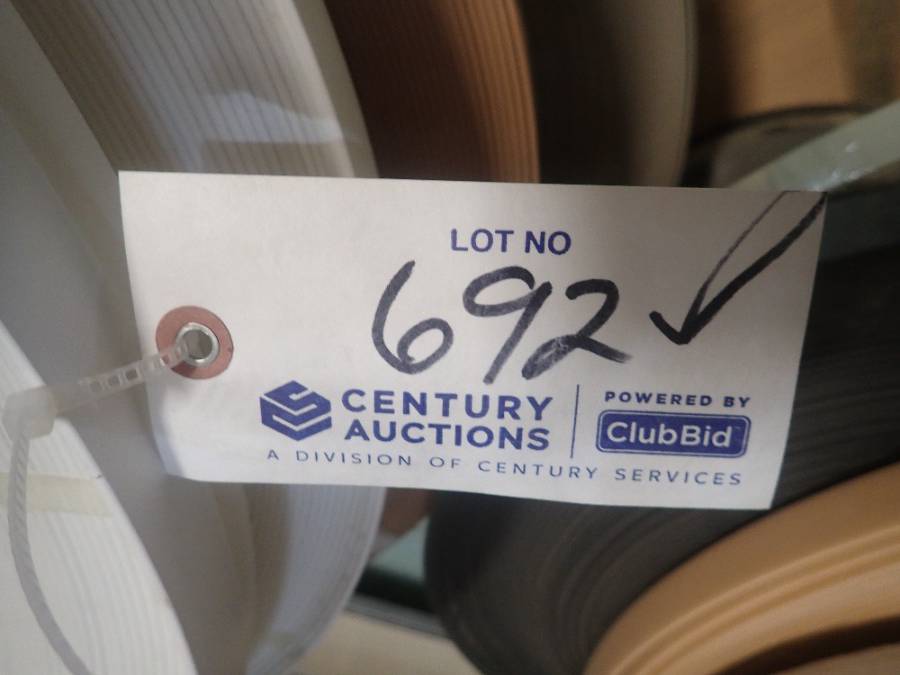 LOT NO
692
CENTURY
AUCTIONS
A DIVISION OF CENTURY SERVICES
POWERED BY
ClubBid